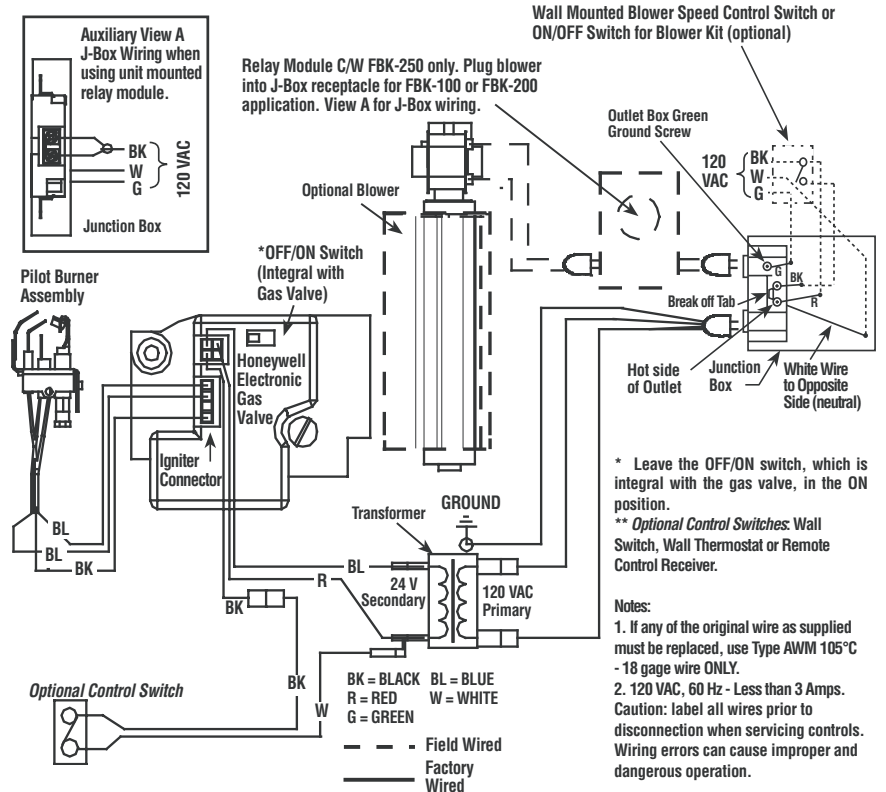 Wall Mounted Blower Speed Control Switch or
ON/OFF Switch for Blower Kit (optional)
Auxiliary View A
J-Box Wiring when
using unit mounted
relay module.
BK
W
G
120 VAC
Junction Box
Relay Module C/W FBK-250 only. Plug blower
into J-Box receptacle for FBK-100 or FBK-200
application. View A for J-Box wiring.
Outlet Box Green
Ground Screw
120
VAC
BK
W
G
Optional Blower
*OFF/ON Switch
(Integral with
Gas Valve)
Pilot Burner
Assembly
Honeywell
Electronic
Gas
Valve
Igniter
Connector
G
BK
R
Break off Tab
Hot side
of Outlet
Junction
Box
White Wire
to Opposite
Side (neutral)
BL
BL
BK
GROUND
Transformer
BL
R
BK
24 V
Secondary
120 VAC
Primary
* Leave the OFF/ON switch, which is
integral with the gas valve, in the ON
position.
** Optional Control Switches: Wall
Switch, Wall Thermostat or Remote
Control Receiver.
Notes:
1. If any of the original wire as supplied
must be replaced, use Type AWM 105°C
- 18 gage wire ONLY.
2. 120 VAC, 60 Hz - Less than 3 Amps.
Caution: label all wires prior to
disconnection when servicing controls.
Wiring errors can cause improper and
dangerous operation.
Optional Control Switch
BK
W
BK = BLACK BL = BLUE
R = RED W = WHITE
G = GREEN
Field Wired
Factory
Wired